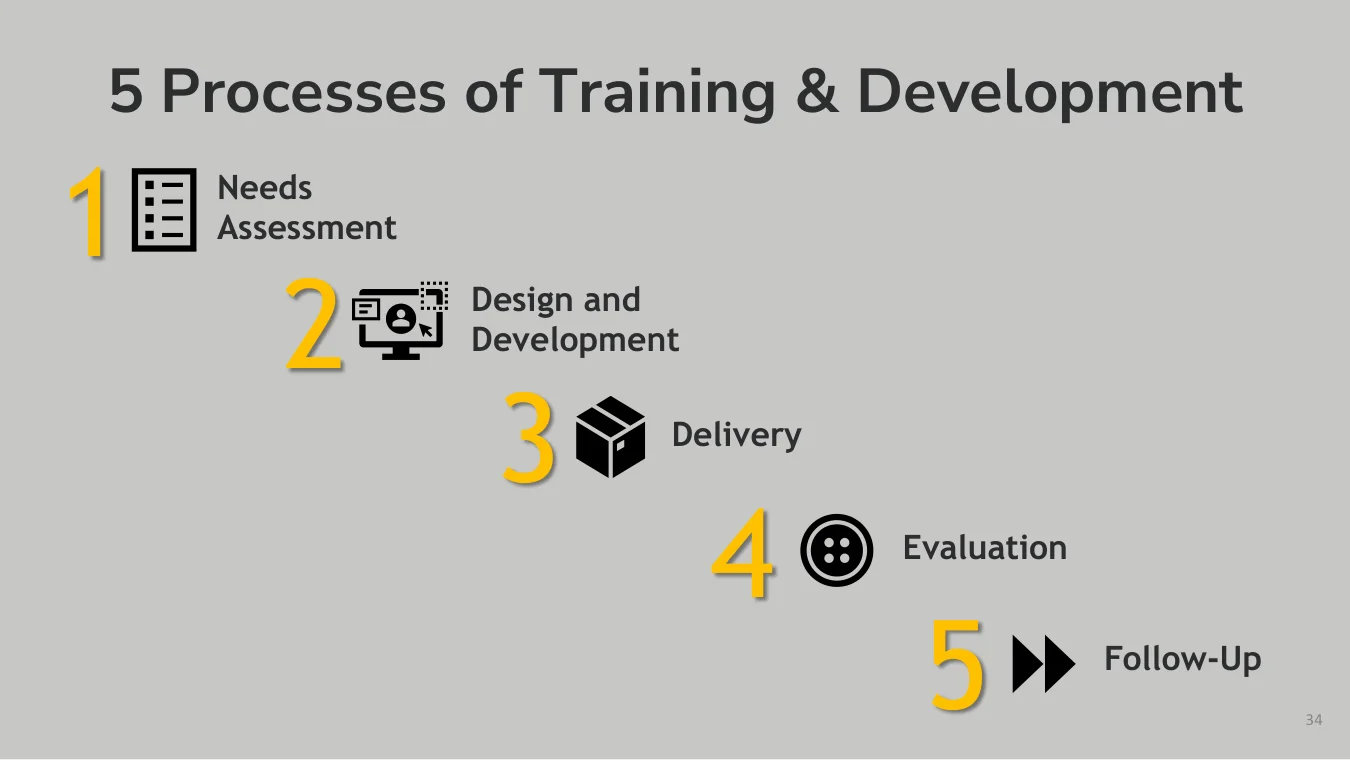 5 Processes of Training & Development
1
Needs
Assessment
2
Design and
Development
3
Delivery
4
Evaluation
5
Follow-Up
34